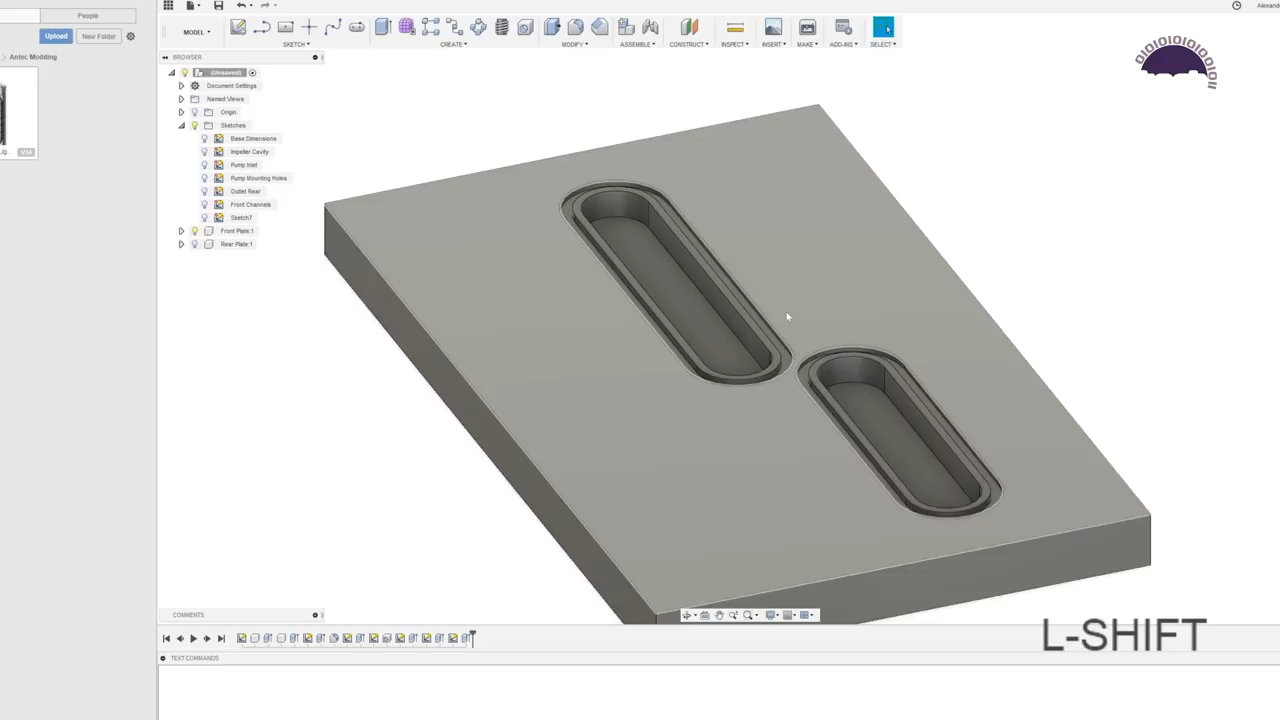 People
Upload
New Folder
Antec Modding
V34
Alexand
MODEL
SKETCH
CREATE
MODIFY
ASSEMBLE
CONSTRUCT
INSPECT
INSERT
MAKE
ADD-INS
SELECT
BROWSER
(Unsaved)
Document Settings
Named Views
Origin
Sketches
Base Dimensions
Impeller Cavity
Pump Inlet
Pump Mounting Holes
Outlet Rear
Front Channels
Sketch7
Front Plate:1
Rear Plate:1
COMMENTS
TEXT COMMANDS
L-SHIFT